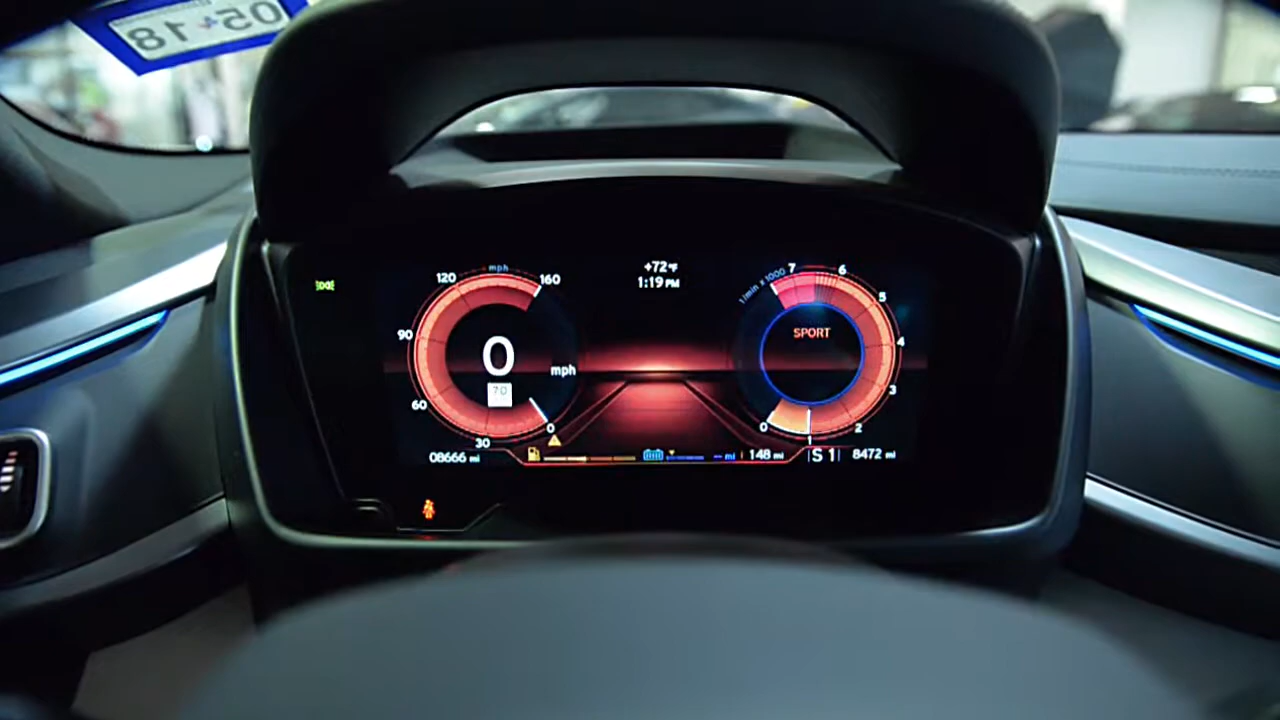 05 18
+72°F
1:19 PM
mph
120
160
90
0
mph
70
60
30
0
1/min x 1000
7
6
5
SPORT
4
3
2
1
0
08666 mi
-- mi
148 mi
S 1
8472 mi